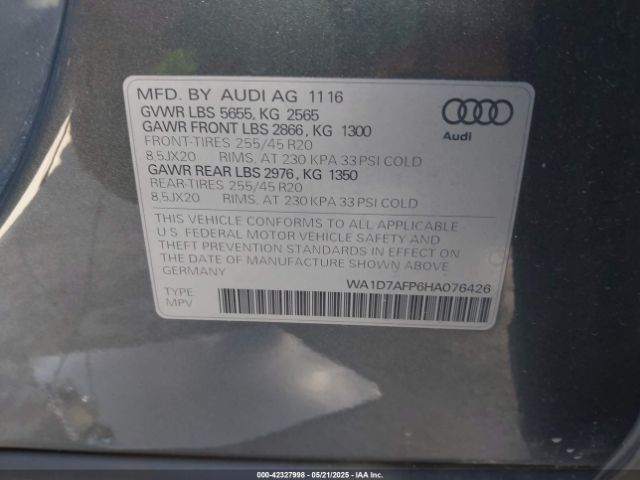 MFD. BY AUDI AG 11 16
GVWR LBS 5655, KG 2565
GAWR FRONT LBS 2866, KG 1300
FRONT-TIRES 255/45 R20
8,5JX20 RIMS, AT 230 KPA 33 PSI COLD
GAWR REAR LBS 2976, KG 1350
REAR-TIRES 255/45 R20
8,5JX20 RIMS, AT 230 KPA 33 PSI COLD
Audi
THIS VEHICLE CONFORMS TO ALL APPLICABLE
U.S. FEDERAL MOTOR VEHICLE SAFETY AND
THEFT PREVENTION STANDARDS IN EFFECT ON
THE DATE OF MANUFACTURE SHOWN ABOVE
GERMANY
WA1D7AFP6HA076426
TYPE
MPV
000-42327998 - 05/21/2025 - IAAI.CA